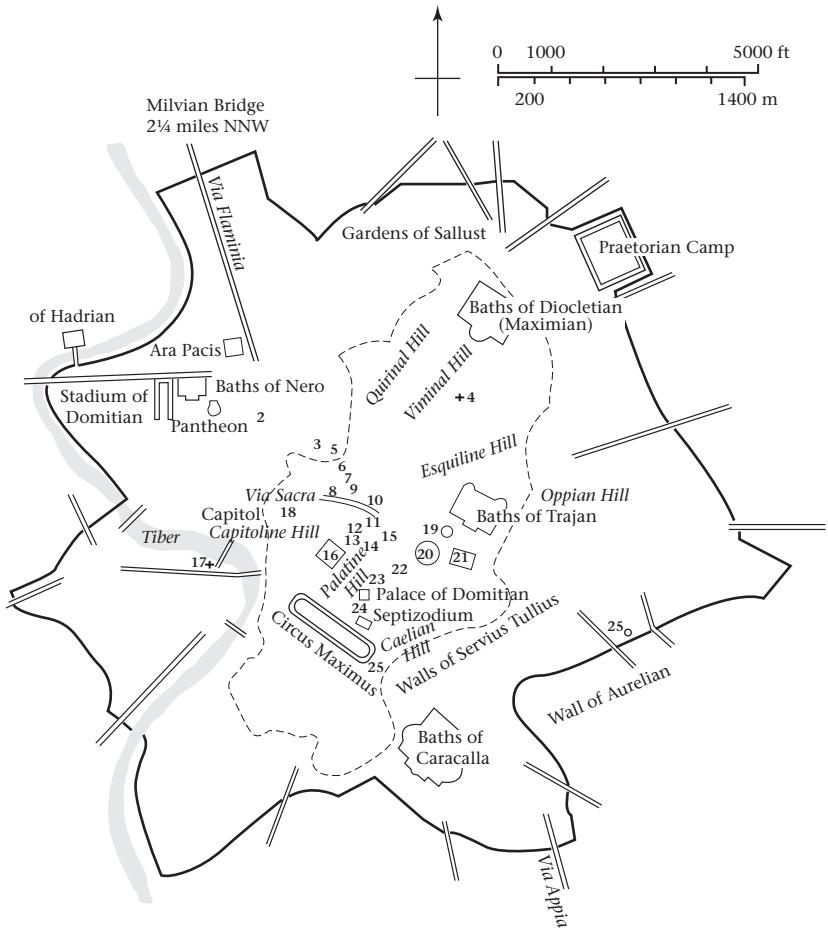 0 1000 5000 ft
200 1400 m
Milvian Bridge
2¼ miles NNW
Via Flaminia
Gardens of Sallust
Praetorian Camp
Baths of Diocletian
(Maximian)
of Hadrian
Ara Pacis
Quirinal Hill
Viminal Hill
Baths of Nero
Stadium of
Domitian
Pantheon
2
4
3
5
6
7
8
9
10
Esquiline Hill
Via Sacra
Oppian Hill
Capitol
18
Baths of Trajan
Capitoline Hill
Tiber
11
12
13
14
15
16
17
19
20
21
22
Palatine
Hill
23
Palace of Domitian
24
Septizodium
Circus Maximus
Caelian
Hill
25
Walls of Servius Tullius
25
Wall of Aurelian
Baths of
Caracalla
Via Appia